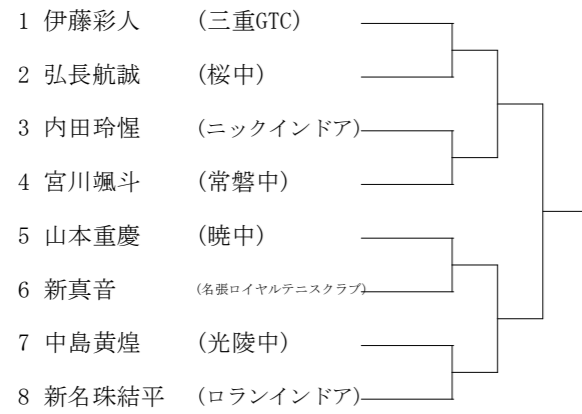 1 伊藤彩人 (三重GTC)
2 弘長航誠 (桜中)
3 内田玲惺 (ニックインドア)
4 宮川颯斗 (常磐中)
5 山本重慶 (暁中)
6 新真音 (名張ロイヤルテニスクラブ)
7 中島黄煌 (光陵中)
8 新名珠結平 (ロランインドア)